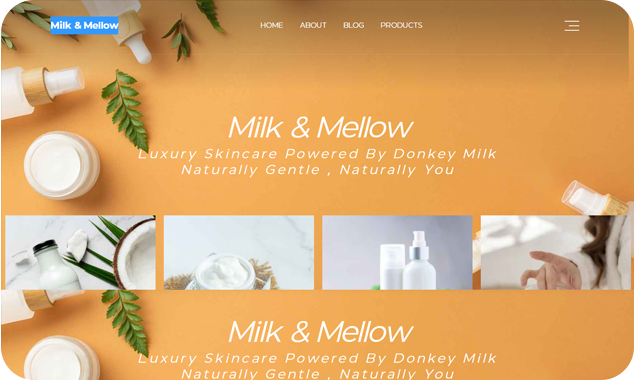 Milk & Mellow
HOME ABOUT BLOG PRODUCTS
Milk & Mellow
Luxury Skincare Powered By Donkey Milk
Naturally Gentle , Naturally You
Milk & Mellow
Luxury Skincare Powered By Donkey Milk
Naturally Gentle , Naturally You